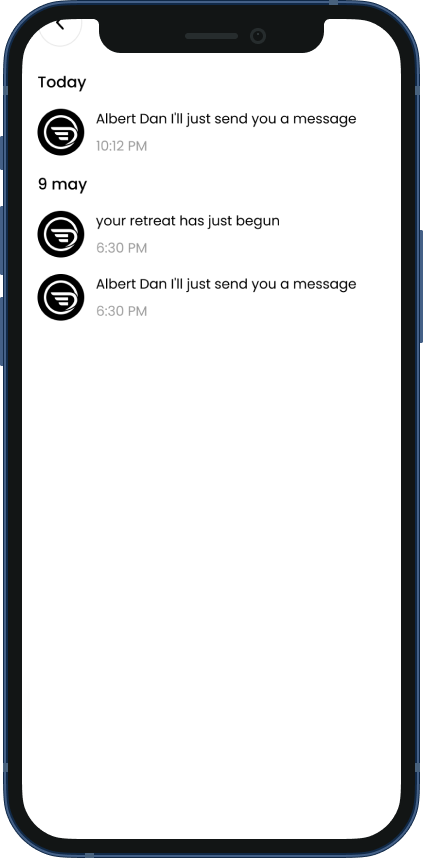 Today
Albert Dan I'll just send you a message
10:12 PM
9 may
your retreat has just begun
6:30 PM
Albert Dan I'll just send you a message
6:30 PM